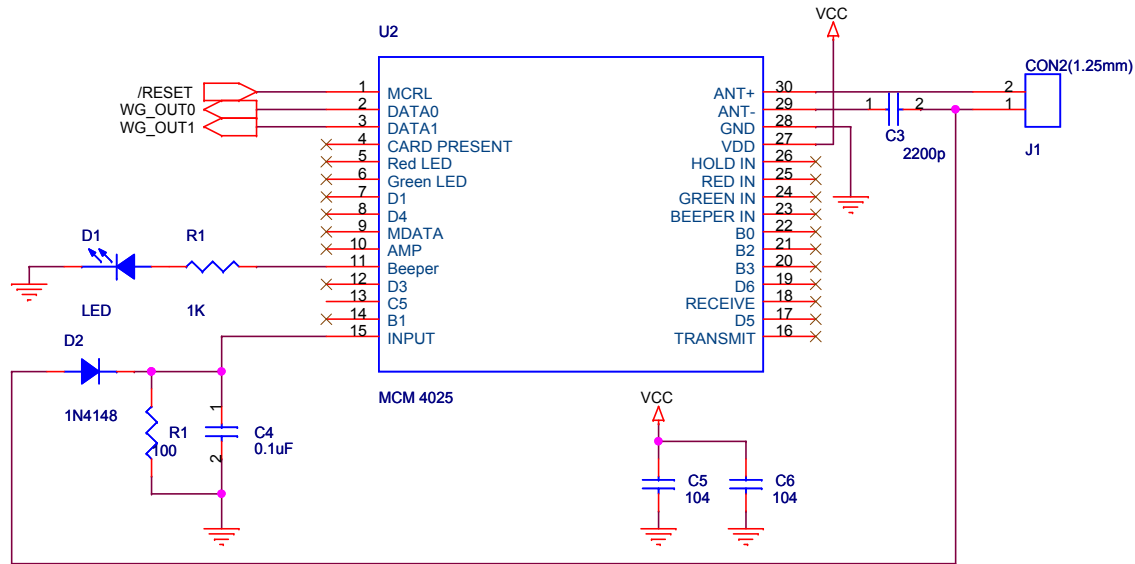 VCC
U2
CON2(1.25mm)
/RESET 1 MCRL ANT+ 30 2
WG_OUT0 2 DATA0 ANT- 29 1 2 1
WG_OUT1 3 DATA1 GND 28
C3
4 CARD PRESENT VDD 27
2200p
J1
5 Red LED HOLD IN 26
6 Green LED RED IN 25
7 D1 GREEN IN 24
8 D4 BEEPER IN 23
9 MDATA B0 22
10 AMP B2 21
D1 R1
11 Beeper B3 20
12 D3 D6 19
13 C5 RECEIVE 18
LED 1K
14 B1 D5 17
15 INPUT TRANSMIT 16
D2
MCM 4025
VCC
1N4148
1
R1 C4
100 0.1uF
2
C5 C6
104 104